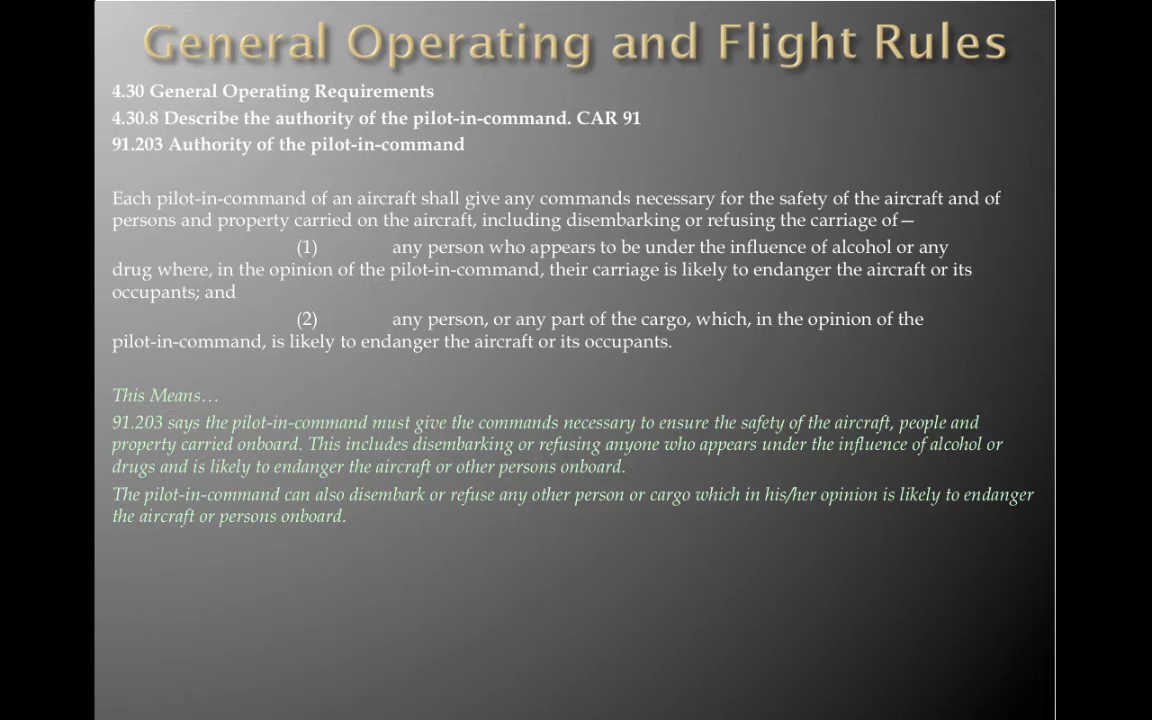 General Operating and Flight Rules
4.30 General Operating Requirements
4.30.8 Describe the authority of the pilot-in-command. CAR 91
91.203 Authority of the pilot-in-command
Each pilot-in-command of an aircraft shall give any commands necessary for the safety of the aircraft and of
persons and property carried on the aircraft, including disembarking or refusing the carriage of—
(1) any person who appears to be under the influence of alcohol or any
drug where, in the opinion of the pilot-in-command, their carriage is likely to endanger the aircraft or its
occupants; and
(2) any person, or any part of the cargo, which, in the opinion of the
pilot-in-command, is likely to endanger the aircraft or its occupants.
This Means…
91.203 says the pilot-in-command must give the commands necessary to ensure the safety of the aircraft, people and
property carried onboard. This includes disembarking or refusing anyone who appears under the influence of alcohol or
drugs and is likely to endanger the aircraft or other persons onboard.
The pilot-in-command can also disembark or refuse any other person or cargo which in his/her opinion is likely to endanger
the aircraft or persons onboard.